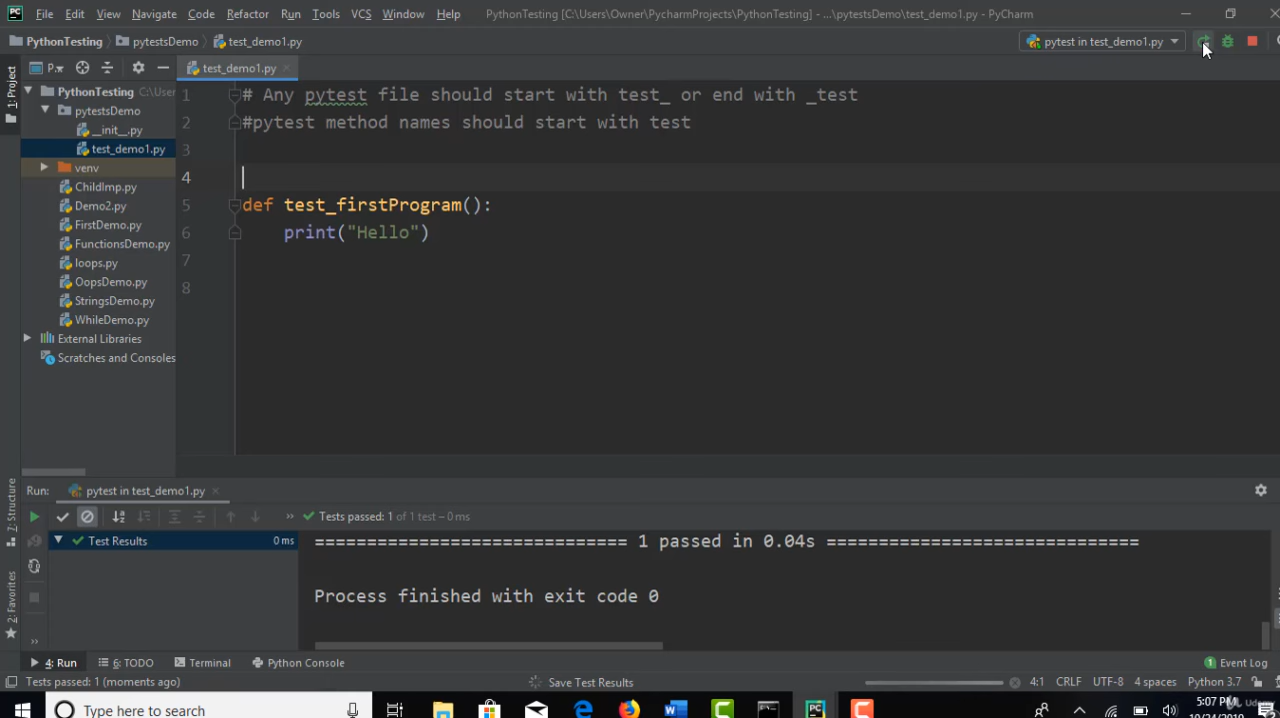 File Edit View Navigate Code Refactor Run Tools VCS Window Help PythonTesting [C:\Users\Owner\PycharmProjects\PythonTesting] - ...\pytestsDemo\test_demo1.py - PyCharm
PythonTesting pytestsDemo test_demo1.py pytest in test_demo1.py
1: Project P.. test_demo1.py
PythonTesting C:\User
pytestsDemo
__init__.py
test_demo1.py
venv
ChildImp.py
Demo2.py
FirstDemo.py
FunctionsDemo.py
loops.py
OopsDemo.py
StringsDemo.py
WhileDemo.py
External Libraries
Scratches and Consoles
1 # Any pytest file should start with test_ or end with _test
2 #pytest method names should start with test
3
4
5 def test_firstProgram():
6 print("Hello")
7
8
7: Structure
2: Favorites
Run: pytest in test_demo1.py
» Tests passed: 1 of 1 test – 0 ms
Test Results 0 ms
============================ 1 passed in 0.04s =============================
Process finished with exit code 0
»
4: Run 6: TODO Terminal Python Console 1 Event Log
Tests passed: 1 (moments ago) Save Test Results 4:1 CRLF UTF-8 4 spaces Python 3.7
Type here to search 5:07 PM